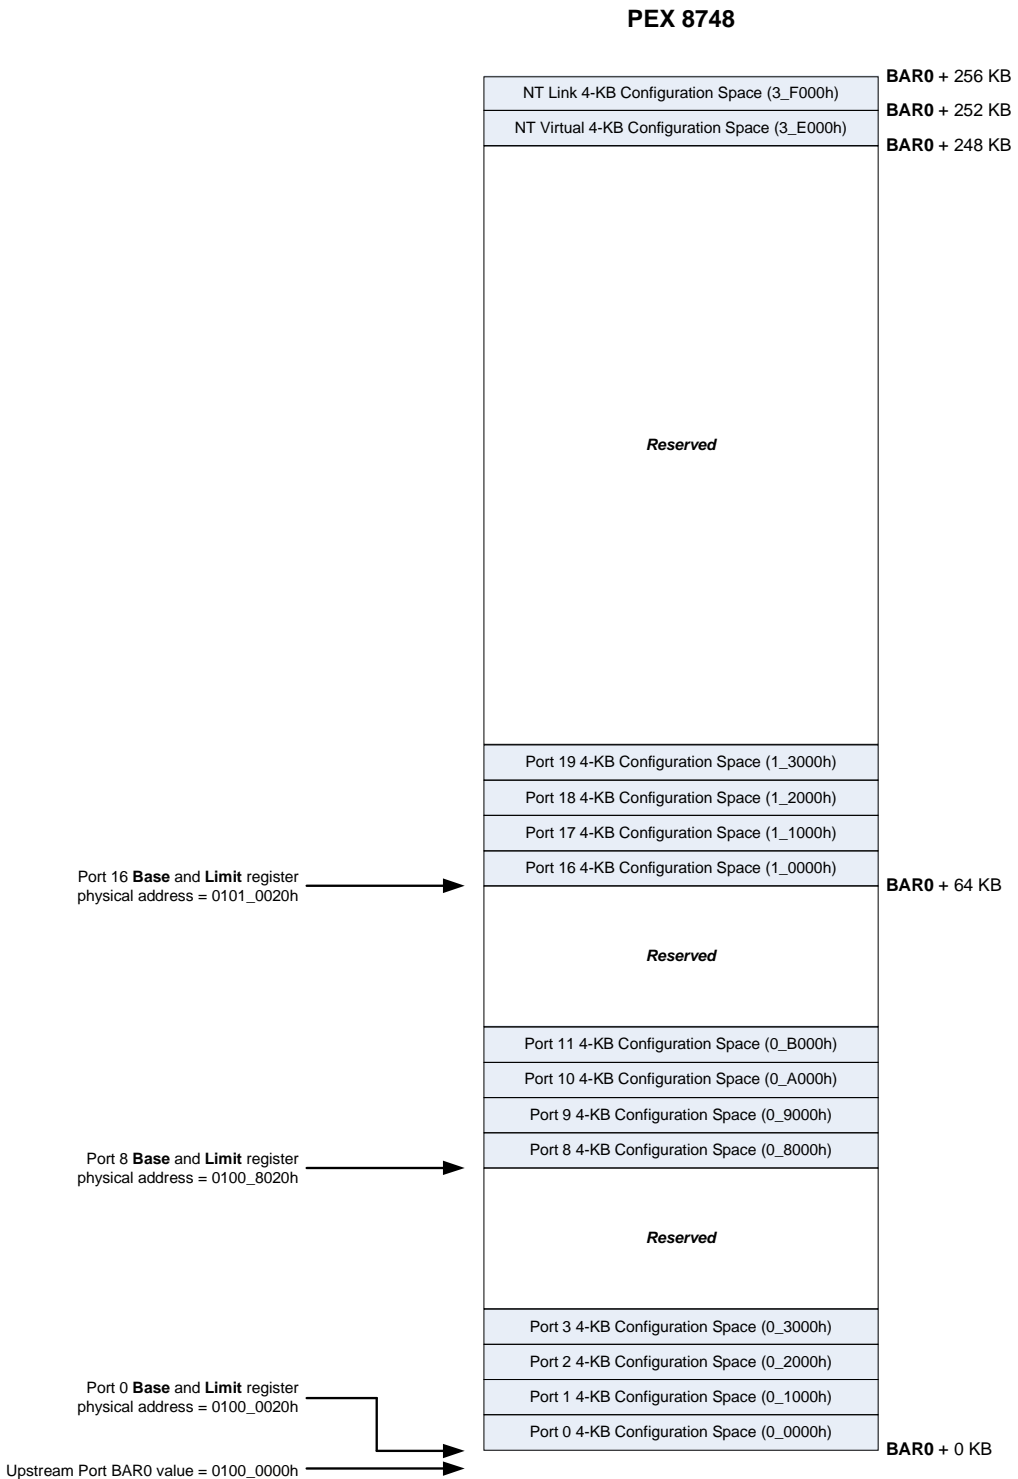 PEX 8748
BAR0 + 256 KB
NT Link 4-KB Configuration Space (3_F000h)
BAR0 + 252 KB
NT Virtual 4-KB Configuration Space (3_E000h)
BAR0 + 248 KB
Reserved
Port 19 4-KB Configuration Space (1_3000h)
Port 18 4-KB Configuration Space (1_2000h)
Port 17 4-KB Configuration Space (1_1000h)
Port 16 4-KB Configuration Space (1_0000h)
Port 16 Base and Limit register
physical address = 0101_0020h
BAR0 + 64 KB
Reserved
Port 11 4-KB Configuration Space (0_B000h)
Port 10 4-KB Configuration Space (0_A000h)
Port 9 4-KB Configuration Space (0_9000h)
Port 8 4-KB Configuration Space (0_8000h)
Port 8 Base and Limit register
physical address = 0100_8020h
Reserved
Port 3 4-KB Configuration Space (0_3000h)
Port 2 4-KB Configuration Space (0_2000h)
Port 1 4-KB Configuration Space (0_1000h)
Port 0 Base and Limit register
physical address = 0100_0020h
Port 0 4-KB Configuration Space (0_0000h)
BAR0 + 0 KB
Upstream Port BAR0 value = 0100_0000h